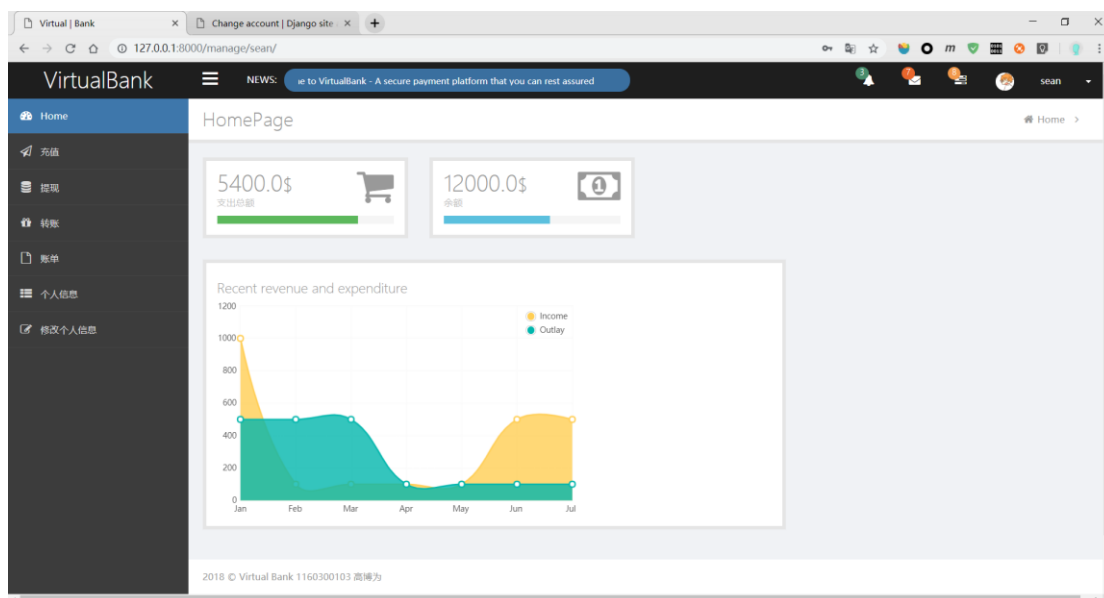 Virtual | Bank
Change account | Django site
127.0.0.1:8000/manage/sean/
VirtualBank
NEWS:
to VirtualBank - A secure payment platform that you can rest assured
3
7
sean
Home
HomePage
Home >
充值
提现
转账
账单
个人信息
修改个人信息
5400.0$
支出总额
12000.0$
余额
Recent revenue and expenditure
Income
Outlay
1200
1000
800
600
400
200
0
Jan Feb Mar Apr May Jun Jul
2018 © Virtual Bank 1160300103 高博为